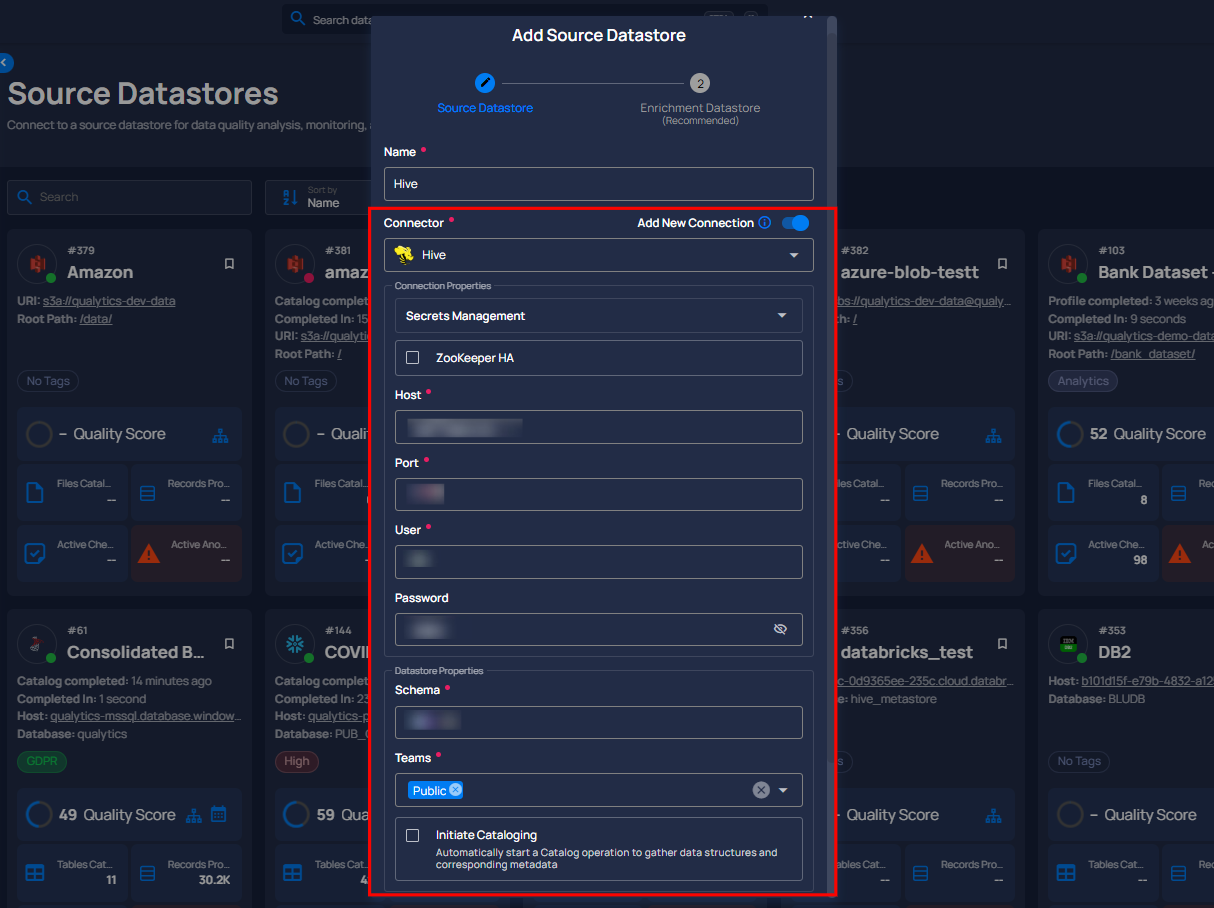 Search data
Add Source Datastore
2
Source Datastore
Enrichment Datastore
(Recommended)
Source Datastores
Connect to a source datastore for data quality analysis, monitoring,
Name *
Hive
Search
Sort by
Name
Connector *
Add New Connection
Hive
Connection Properties
Secrets Management
ZooKeeper HA
Host *
Port *
User *
Password
Datastore Properties
Schema *
Teams *
Public
Initiate Cataloging
Automatically start a Catalog operation to gather data structures and
corresponding metadata
#379
Amazon
URI: s3a://qualytics-dev-data
Root Path: /data/
No Tags
– Quality Score
Files Catal... --
Records Pro... --
Active Che... --
Active Ano... --
#381
amaz
Catalog complet
Completed In: 15
URI: s3a://qualyti
Root Path: /
No Tags
– Quali
Files Catal...
Active Che...
#382
azure-blob-testt
bs://qualytics-dev-data@qualy...
: /
Quality Score
les Catal... --
Records Pro... --
ctive Che... --
Active Ano... --
#103
Bank Dataset -
Profile completed: 3 weeks ag
Completed In: 9 seconds
URI: s3a://qualytics-demo-data
Root Path: /bank_dataset/
Analytics
52 Quality Score
Files Catal... 8
Rec
Active Che... 98
Ac
#61
Consolidated B...
Catalog completed: 14 minutes ago
Completed In: 1 second
Host: qualytics-mssql.database.window...
Database: qualytics
GDPR
49 Quality Score
Tables Cat... 11
Records Pro... 30.2K
#144
COVI
Catalog complet
Completed In: 23
Host: qualytics-p
Database: PUB_
High
59 Qua
Tables Cat...
#356
databricks_test
c-0d9365ee-235c.cloud.databr...
e: hive_metastore
Quality Score
bles Cat... --
Records Pro... --
#353
DB2
Host: b101d15f-e79b-4832-a12
Database: BLUDB
No Tags
– Quality Score
Tables Cat... --
Rec